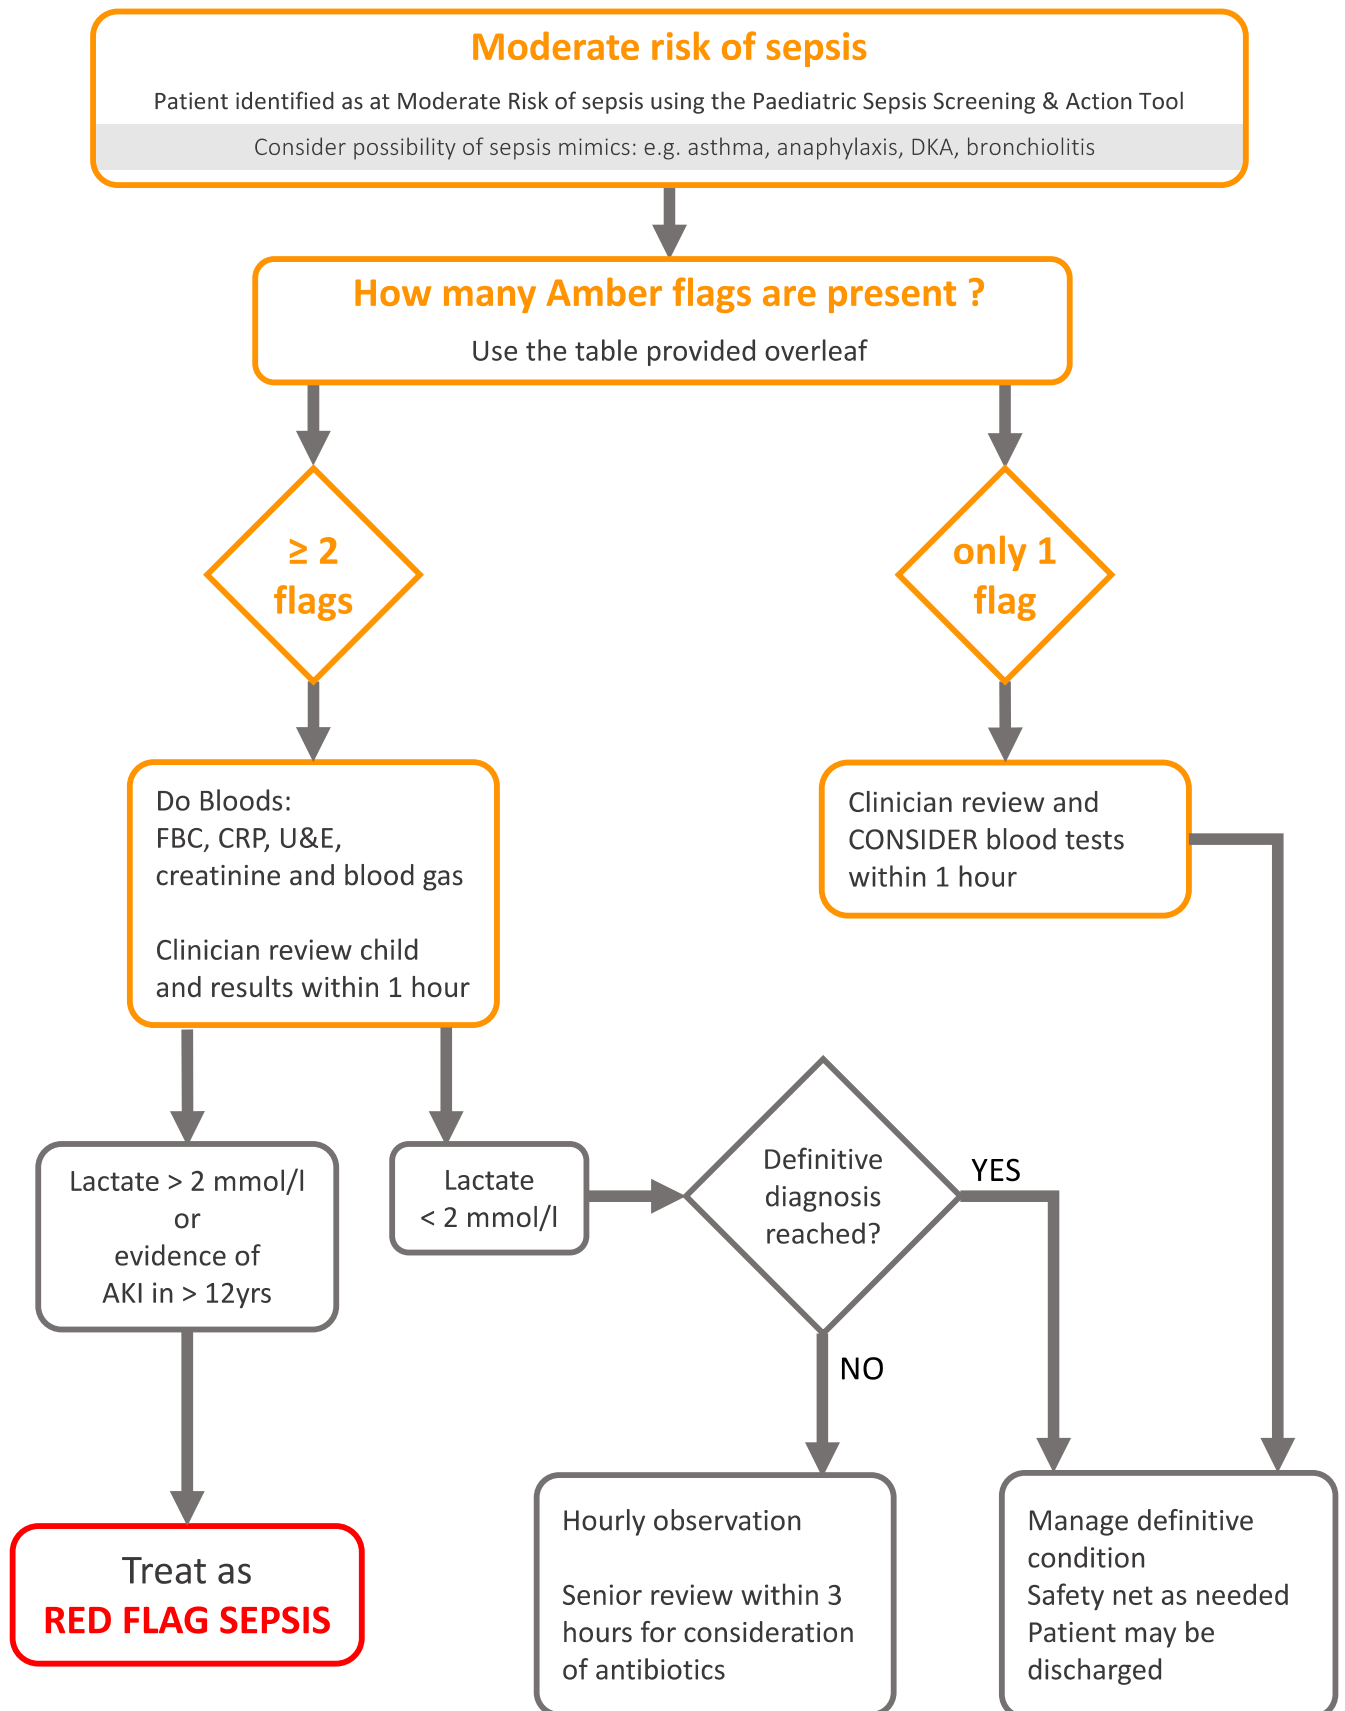 Moderate risk of sepsis
Patient identified as at Moderate Risk of sepsis using the Paediatric Sepsis Screening & Action Tool
Consider possibility of sepsis mimics: e.g. asthma, anaphylaxis, DKA, bronchiolitis
How many Amber flags are present ?
Use the table provided overleaf
≥ 2
flags
only 1
flag
Do Bloods:
FBC, CRP, U&E,
creatinine and blood gas
Clinician review child
and results within 1 hour
Clinician review and
CONSIDER blood tests
within 1 hour
Lactate > 2 mmol/l
or
evidence of
AKI in > 12yrs
Lactate
< 2 mmol/l
Definitive
diagnosis
reached?
YES
NO
Treat as
RED FLAG SEPSIS
Hourly observation
Senior review within 3
hours for consideration
of antibiotics
Manage definitive
condition
Safety net as needed
Patient may be
discharged